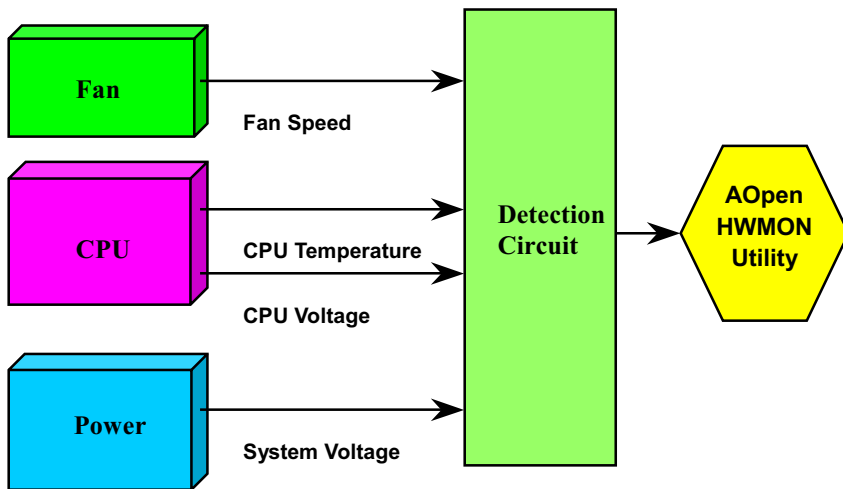 Fan
Fan Speed
CPU
CPU Temperature
CPU Voltage
Power
System Voltage
Detection
Circuit
AOpen
HWMON
Utility